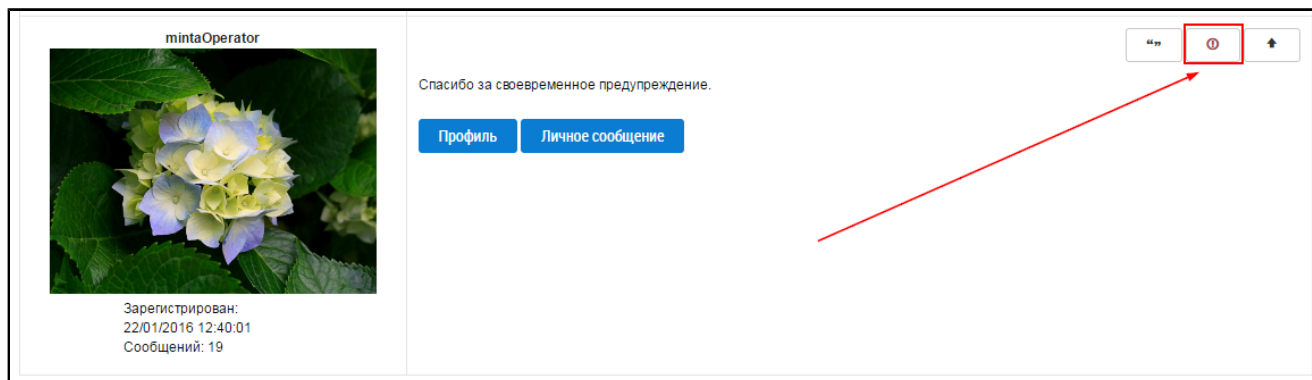 mintaOperator
Зарегистрирован:
22/01/2016 12:40:01
Сообщений: 19
“”
Спасибо за своевременное предупреждение.
Профиль
Личное сообщение